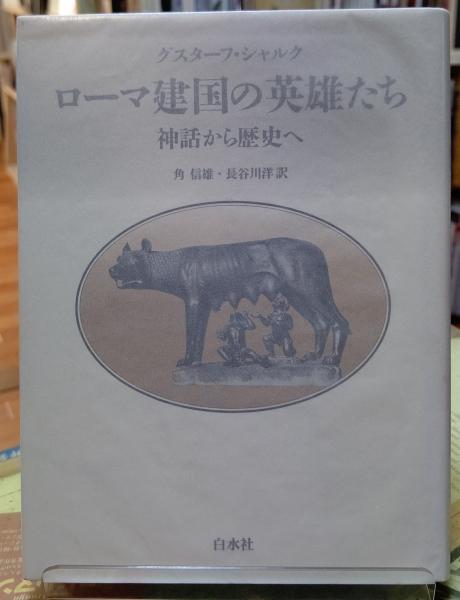 グスターフ・シャルク
ローマ建国の英雄たち
神話から歴史へ
角 信雄・長谷川洋 訳
白水社